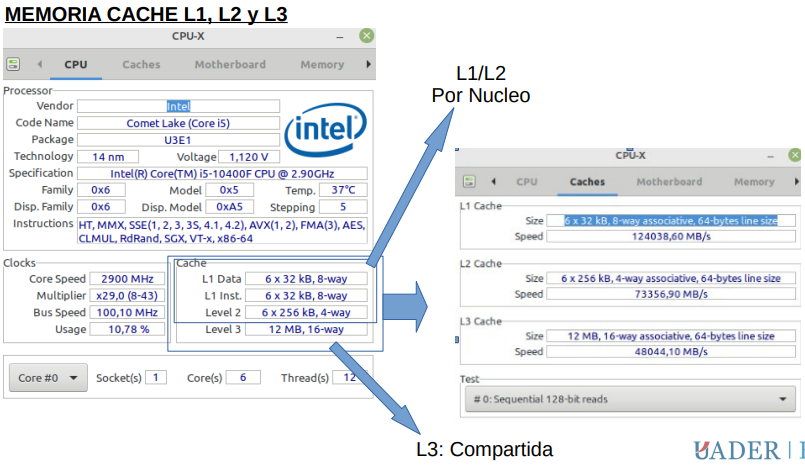 MEMORIA CACHE L1, L2 y L3
CPU-X
CPU Caches Motherboard Memory
Processor
Vendor Intel
Code Name Comet Lake (Core i5)
Package U3E1
Technology 14 nm Voltage 1,120 V
Specification Intel(R) Core(TM) i5-10400F CPU @ 2.90GHz
Family 0x6 Model 0x5 Temp. 37°C
Disp. Family 0x6 Disp. Model 0xA5 Stepping 5
Instructions HT, MMX, SSE(1, 2, 3, 3S, 4.1, 4.2), AVX(1, 2), FMA(3), AES,
CLMUL, RdRand, SGX, VT-x, x86-64
intel
Clocks
Core Speed 2900 MHz
Multiplier x29,0 (8-43)
Bus Speed 100,10 MHz
Usage 10,78 %
Cache
L1 Data 6 x 32 kB, 8-way
L1 Inst. 6 x 32 kB, 8-way
Level 2 6 x 256 kB, 4-way
Level 3 12 MB, 16-way
Core #0 Socket(s) 1 Core(s) 6 Thread(s) 12
L1/L2
Por Nucleo
CPU-X
CPU Caches Motherboard Memory
L1 Cache
Size 6 x 32 kB, 8-way associative, 64-bytes line size
Speed 124038,60 MB/s
L2 Cache
Size 6 x 256 kB, 4-way associative, 64-bytes line size
Speed 73356,90 MB/s
L3 Cache
Size 12 MB, 16-way associative, 64-bytes line size
Speed 48044,10 MB/s
Test
# 0: Sequential 128-bit reads
L3: Compartida
UADER